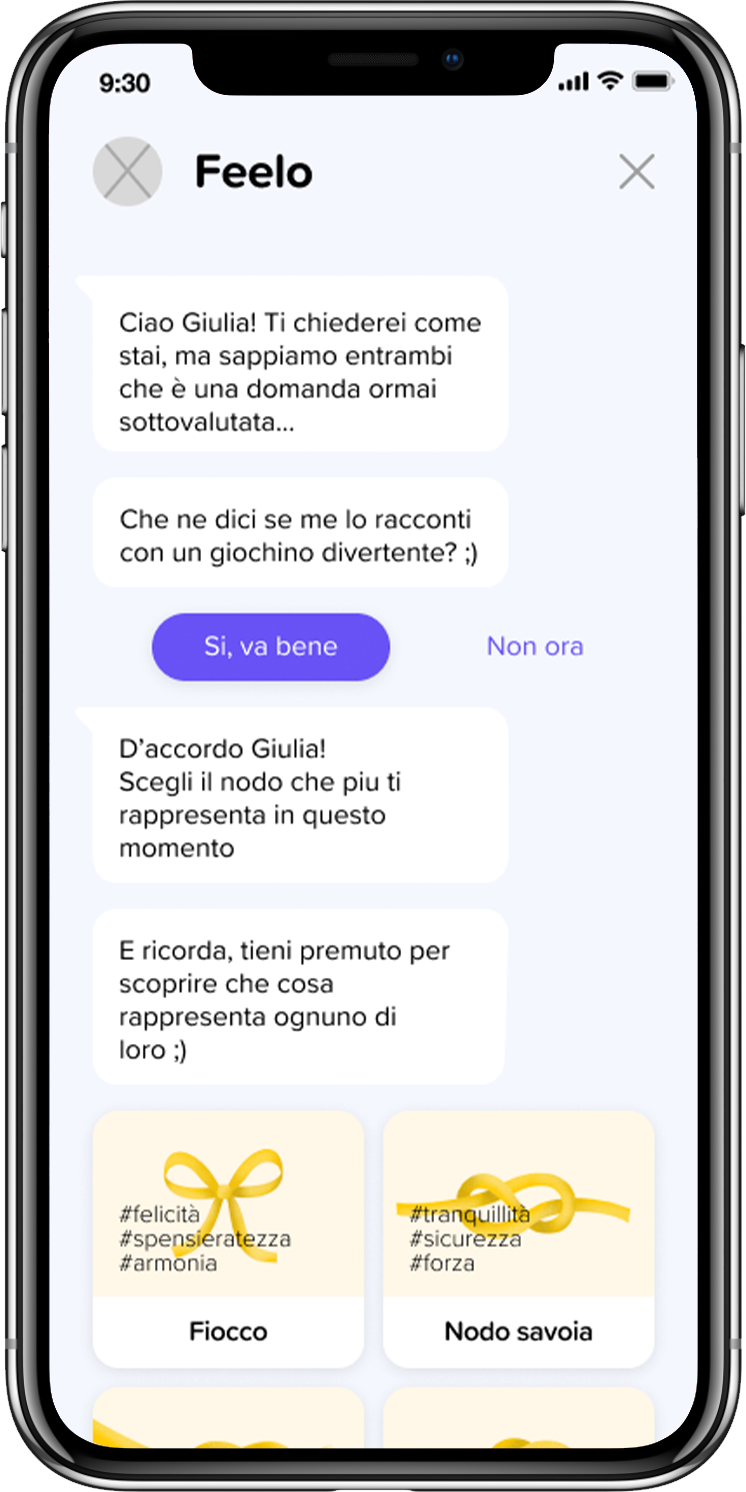 9:30
Feelo
Ciao Giulia! Ti chiederei come
stai, ma sappiamo entrambi
che è una domanda ormai
sottovalutata...
Che ne dici se me lo racconti
con un giochino divertente? ;)
Si, va bene
Non ora
D'accordo Giulia!
Scegli il nodo che piu ti
rappresenta in questo
momento
E ricorda, tieni premuto per
scoprire che cosa
rappresenta ognuno di
loro ;)
#felicità
#spensieratezza
#armonia
Fiocco
#tranquillità
#sicurezza
#forza
Nodo savoia